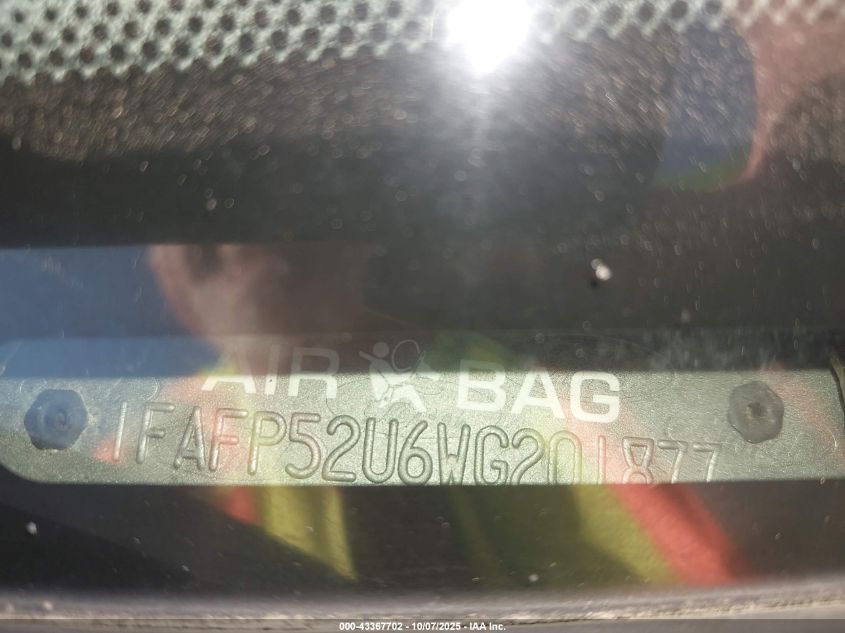 AIR BAG
1FAFP52U6WG201877
000-43367702 - 10/07/2025 - IAA Inc.